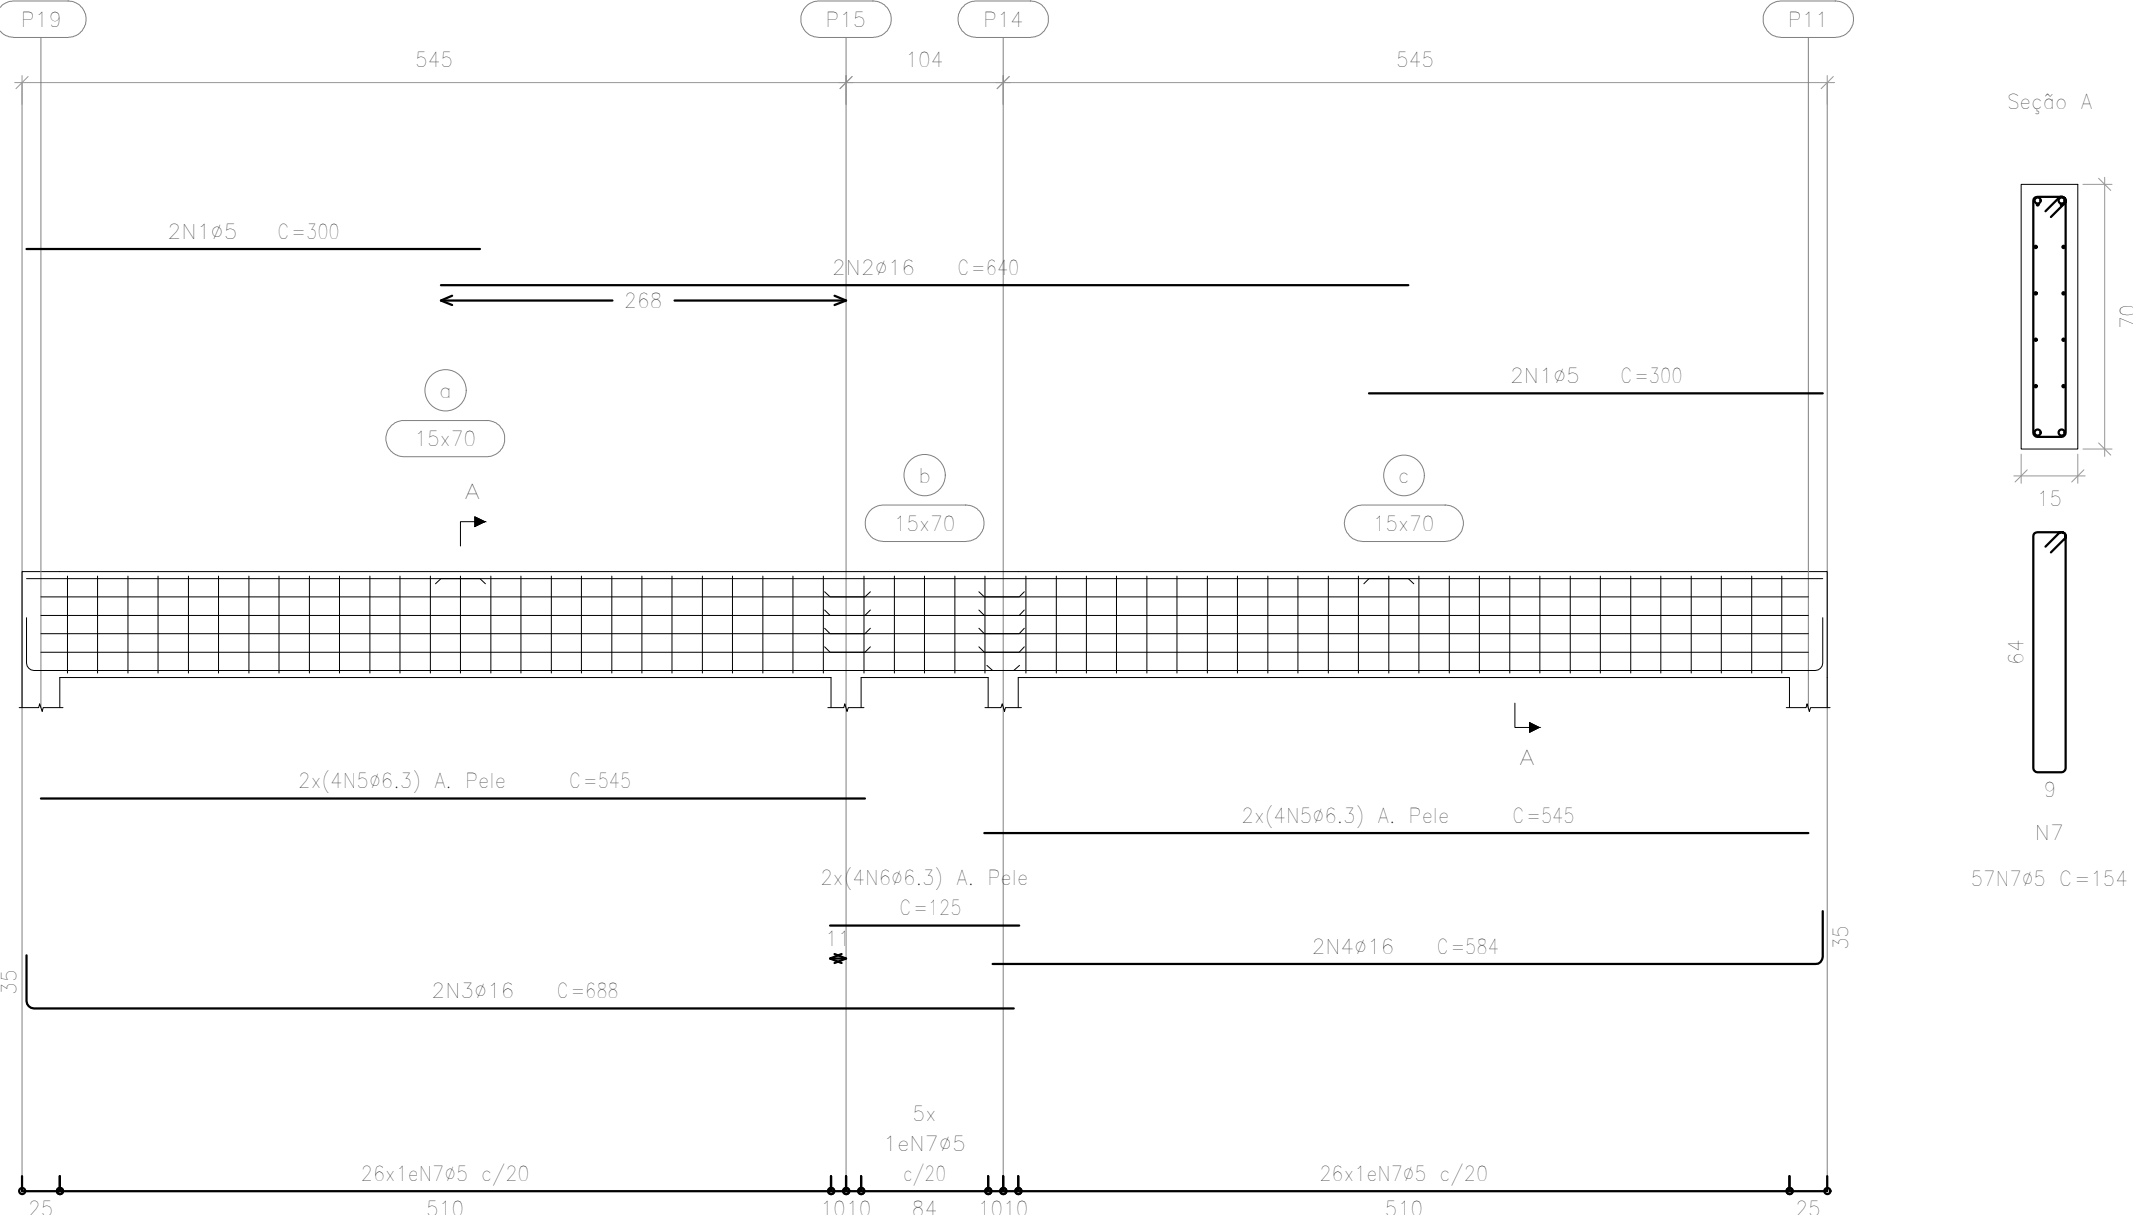 P19 P15 P14 P11
545 104 545
Seção A
2N1ø5 C=300
2N2ø16 C=640
268
70
2N1ø5 C=300
a
15x70
b
c
A
15
15x70 15x70
64
A
2x(4N5ø6.3) A. Pele C=545
9
2x(4N5ø6.3) A. Pele C=545
N7
2x(4N6ø6.3) A. Pele
57N7ø5 C=154
C=125
11
35
2N4ø16 C=584
35
2N3ø16 C=688
5x
1eN7ø5
26x1eN7ø5 c/20 c/20 26x1eN7ø5 c/20
25 510 1010 84 1010 510 25